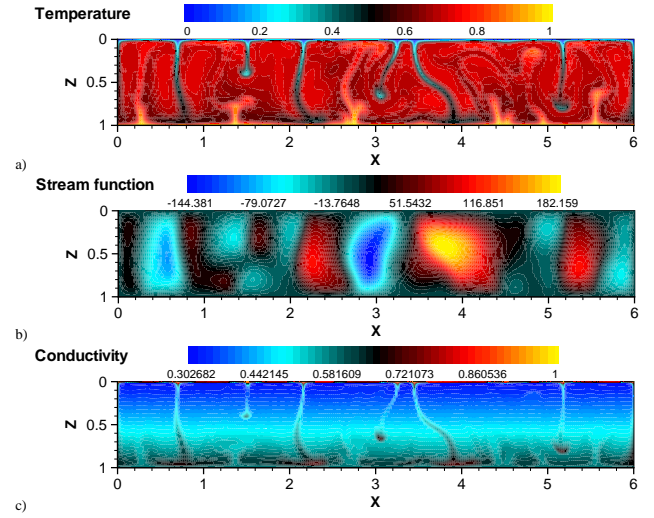 Temperature
0 0.2 0.4 0.6 0.8 1
0
0.5
1
Z
0 1 2 3 4 5 6
X
a)
Stream function
-144.381 -79.0727 -13.7648 51.5432 116.851 182.159
0
0.5
1
Z
0 1 2 3 4 5 6
X
b)
Conductivity
0.302682 0.442145 0.581609 0.721073 0.860536 1
0
0.5
1
Z
0 1 2 3 4 5 6
X
c)